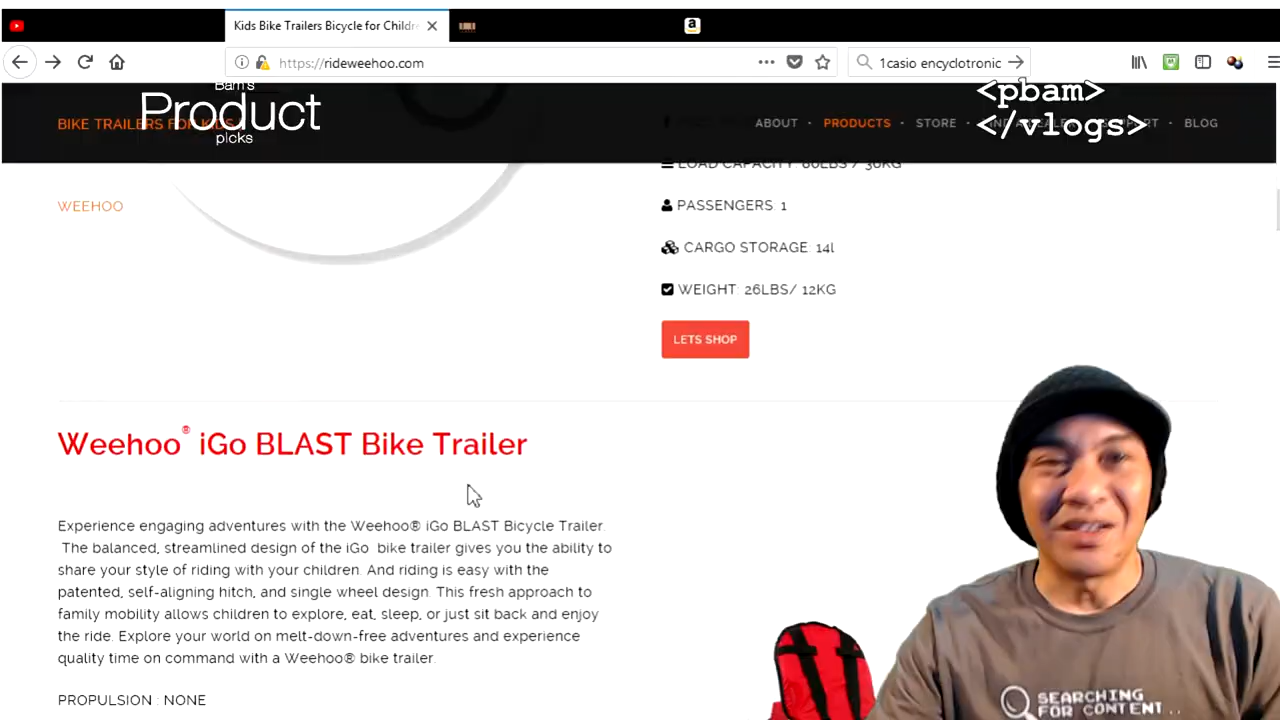 Kids Bike Trailers Bicycle for Childre
https://rideweehoo.com
1casio encyclotronic
Bam's
Product
picks
<pbam>
</vlogs>
BIKE TRAILERS FOR KIDS
ABOUT · PRODUCTS · STORE · FIND A DEALER · SUPPORT · BLOG
LOAD CAPACITY: 80LBS / 36KG
WEEHOO
PASSENGERS: 1
CARGO STORAGE: 14l
WEIGHT: 26LBS/ 12KG
LETS SHOP
Weehoo® iGo BLAST Bike Trailer
Experience engaging adventures with the Weehoo® iGo BLAST Bicycle Trailer.
The balanced, streamlined design of the iGo bike trailer gives you the ability to
share your style of riding with your children. And riding is easy with the
patented, self-aligning hitch, and single wheel design. This fresh approach to
family mobility allows children to explore, eat, sleep, or just sit back and enjoy
the ride. Explore your world on melt-down-free adventures and experience
quality time on command with a Weehoo® bike trailer.
PROPULSION : NONE
SEARCHING
FOR CONTENT...